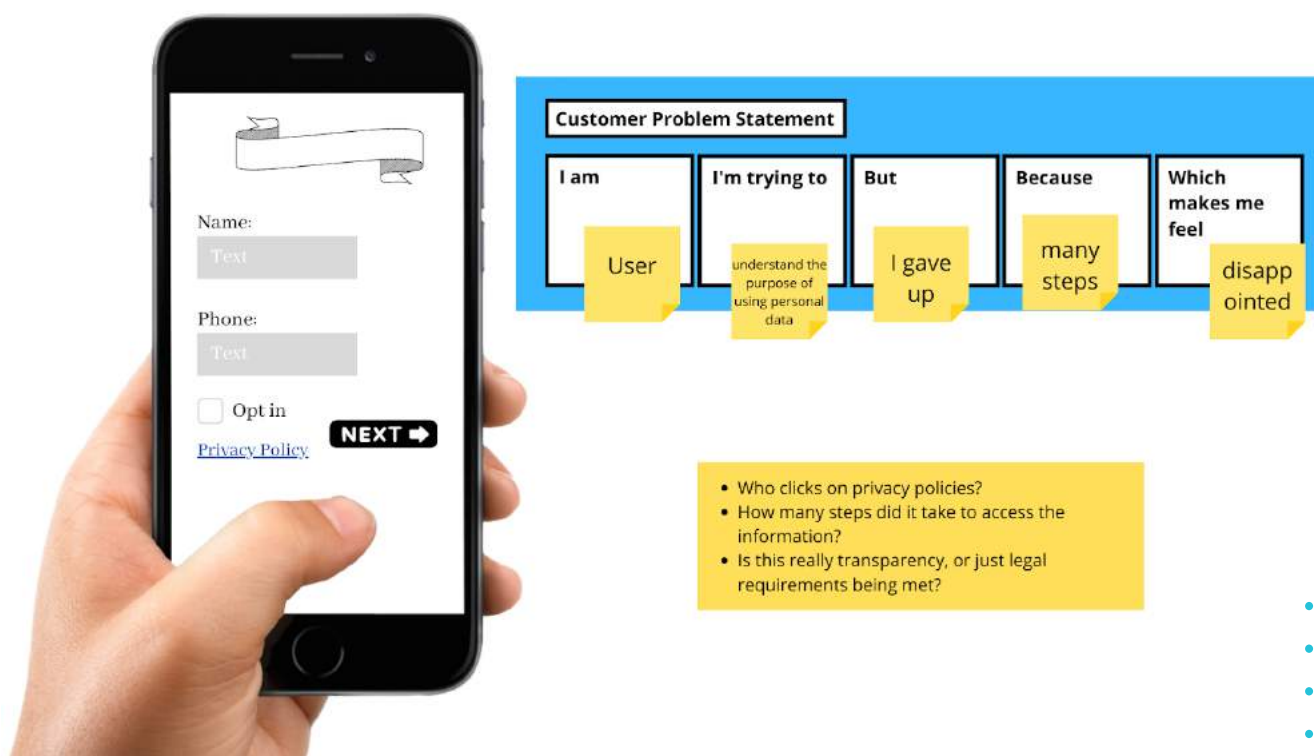 Name:
Text
Phone:
Text
Opt in
NEXT
Privacy Policy
Customer Problem Statement
I am
User
I'm trying to
understand the
purpose of
using personal
data
But
I gave
up
Because
many
steps
Which
makes me
feel
disapp
ointed
• Who clicks on privacy policies?
• How many steps did it take to access the
information?
• Is this really transparency, or just legal
requirements being met?